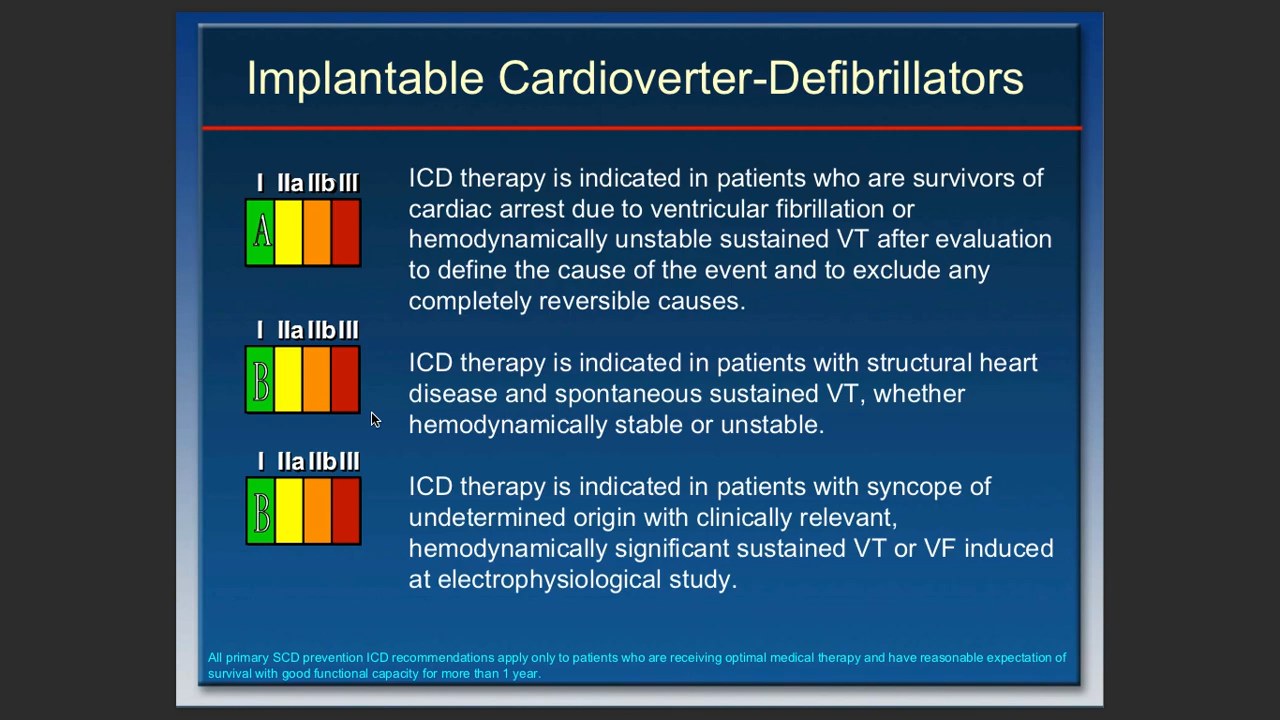 Implantable Cardioverter-Defibrillators
I IIa IIb III
A
ICD therapy is indicated in patients who are survivors of
cardiac arrest due to ventricular fibrillation or
hemodynamically unstable sustained VT after evaluation
to define the cause of the event and to exclude any
completely reversible causes.
I IIa IIb III
B
ICD therapy is indicated in patients with structural heart
disease and spontaneous sustained VT, whether
hemodynamically stable or unstable.
I IIa IIb III
B
ICD therapy is indicated in patients with syncope of
undetermined origin with clinically relevant,
hemodynamically significant sustained VT or VF induced
at electrophysiological study.
All primary SCD prevention ICD recommendations apply only to patients who are receiving optimal medical therapy and have reasonable expectation of
survival with good functional capacity for more than 1 year.